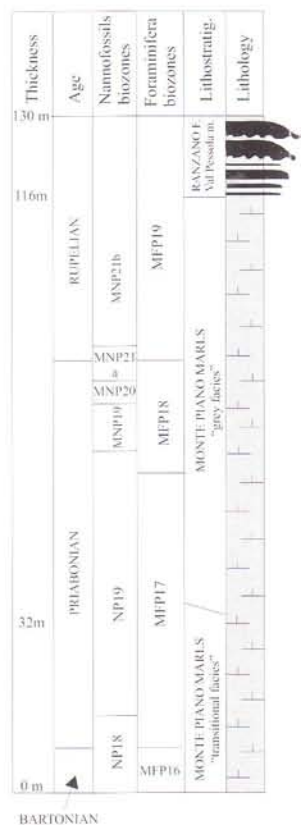 Thickness
Age
Nannofossils
biozones
Foraminifera
biozones
Lithostratig.
Lithology
130 m
116m
32m
0 m
RUPELIAN
PRIABONIAN
BARTONIAN
MNP21b
MNP21
a
MNP20
MNP19
NP19
NP18
MFP19
MFP18
MFP17
MFP16
RANZANO F.
Val Pessola m.
MONTE PIANO MARLS
"grey facies"
MONTE PIANO MARLS
"transitional facies"